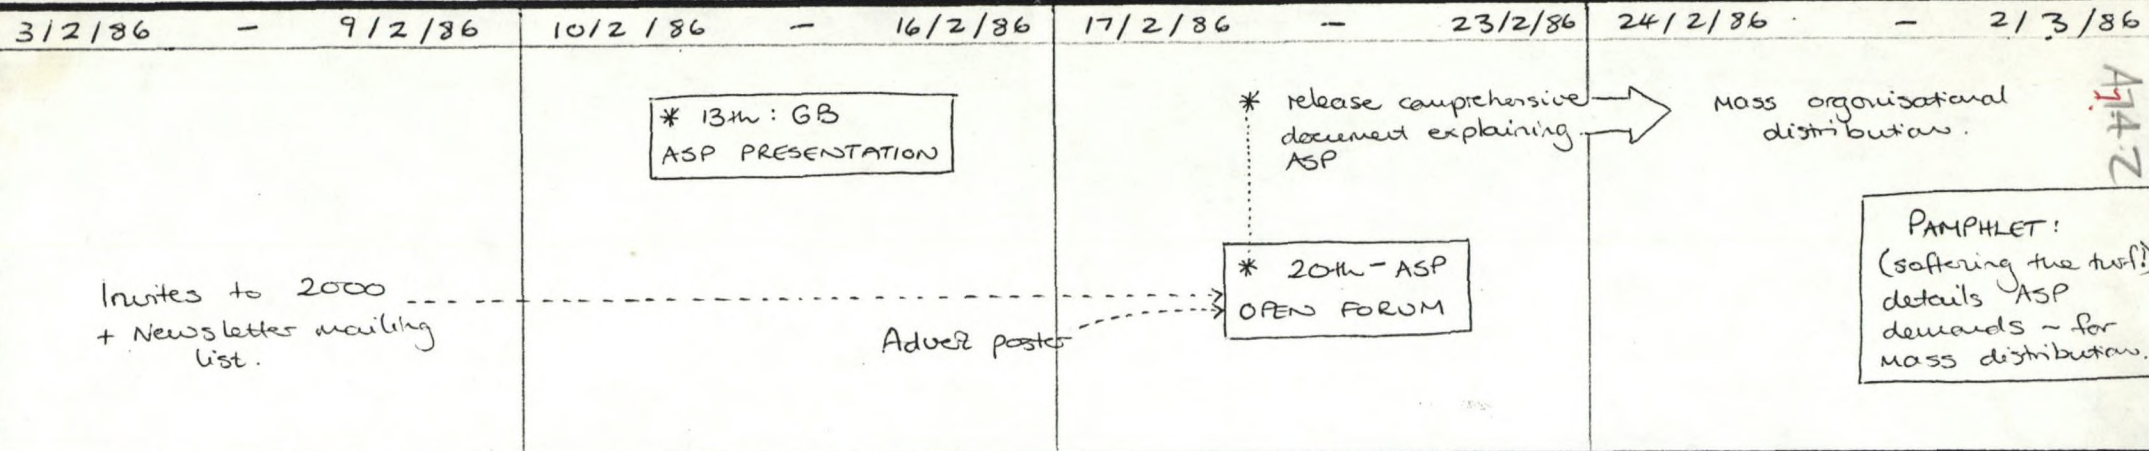 3/2/86 - 9/2/86
10/2/86 - 16/2/86
17/2/86 - 23/2/86
24/2/86 - 2/3/86
* 13th: GB
ASP PRESENTATION
* release comprehensive
document explaining
ASP
Mass organisational
distribution.
Invites to 2000
+ Newsletter mailing
list.
Advert poster
* 20th - ASP
OPEN FORUM
PAMPHLET:
(softening the turf!)
details ASP
demands ~ for
mass distribution.